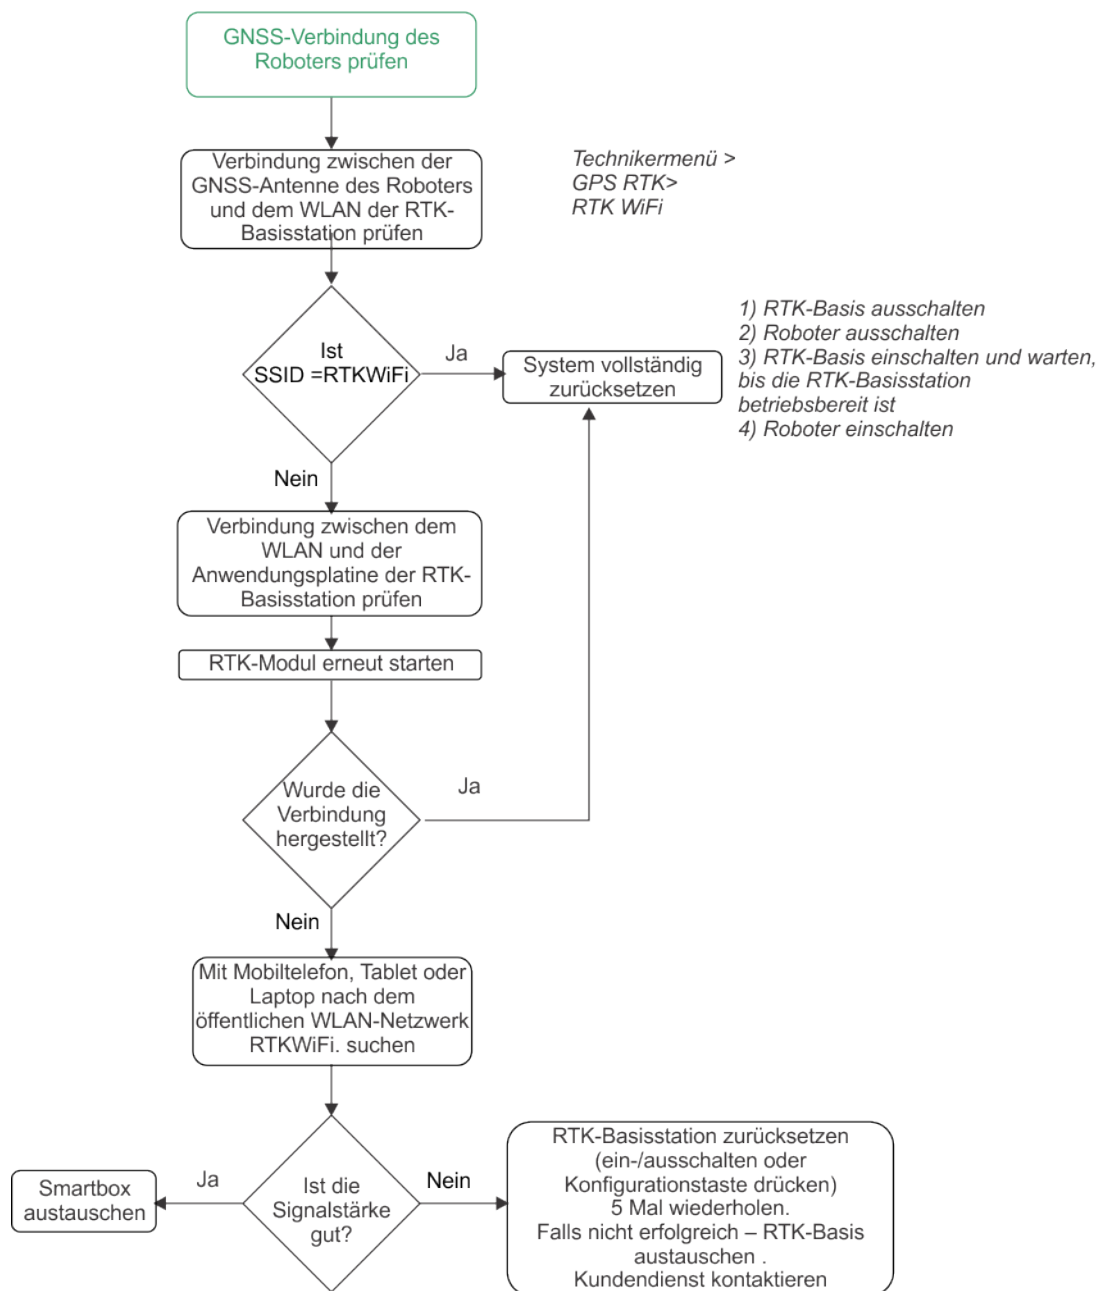 GNSS-Verbindung des
Roboters prüfen
Verbindung zwischen der
GNSS-Antenne des Roboters
und dem WLAN der RTK-
Basisstation prüfen
Technikermenü >
GPS RTK>
RTK WiFi
Ist
SSID =RTKWiFi
Ja
System vollständig
zurücksetzen
1) RTK-Basis ausschalten
2) Roboter ausschalten
3) RTK-Basis einschalten und warten,
bis die RTK-Basisstation
betriebsbereit ist
4) Roboter einschalten
Nein
Verbindung zwischen dem
WLAN und der
Anwendungsplatine der RTK-
Basisstation prüfen
RTK-Modul erneut starten
Wurde die
Verbindung
hergestellt?
Ja
Nein
Mit Mobiltelefon, Tablet oder
Laptop nach dem
öffentlichen WLAN-Netzwerk
RTKWiFi. suchen
Ist die
Signalstärke
gut?
Ja
Smartbox
austauschen
Nein
RTK-Basisstation zurücksetzen
(ein-/ausschalten oder
Konfigurationstaste drücken)
5 Mal wiederholen.
Falls nicht erfolgreich – RTK-Basis
austauschen .
Kundendienst kontaktieren